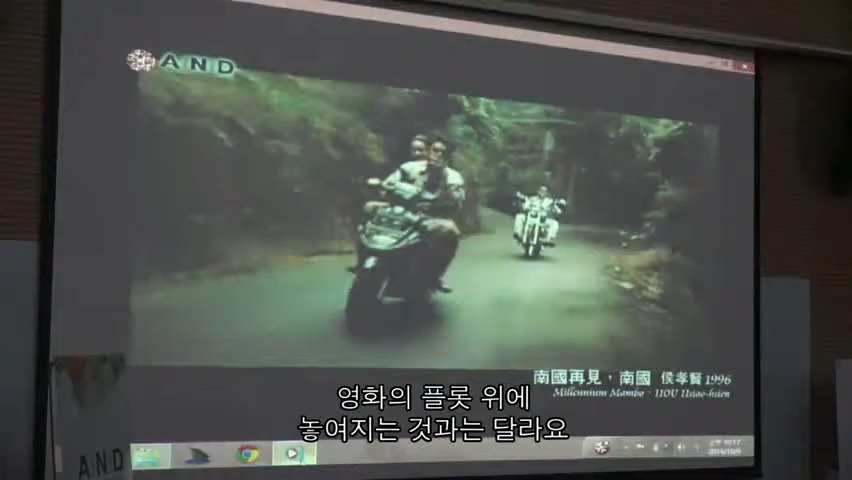 AND
南國再見，南國 侯孝賢 1996
Millennium Mambo - HOU Hsiao-hsien
영화의 플롯 위에
놓여지는 것과는 달라요
AND